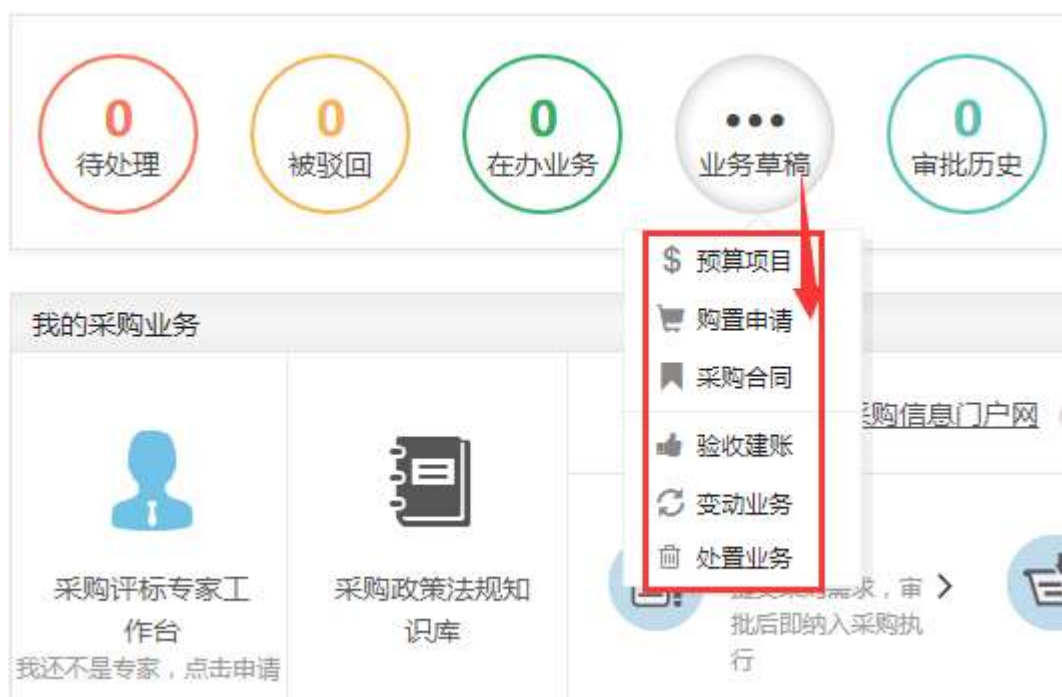 0
待处理
0
被驳回
0
在办业务
业务草稿
0
审批历史
$ 预算项目
购置申请
采购合同
验收建账
变动业务
处置业务
我的采购业务
购信息门户网
采购评标专家工
作台
我还不是专家，点击申请
采购政策法规知
识库
需求，审
批后即纳入采购执
行